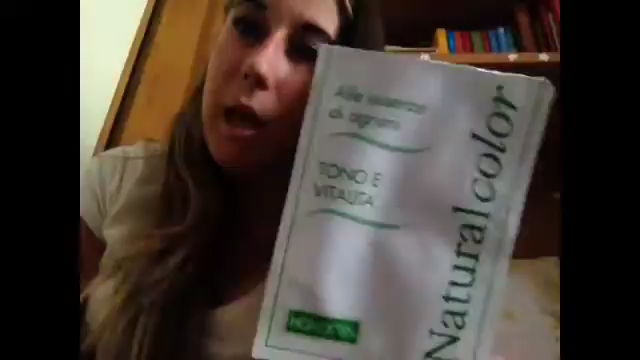 Alle essenze
di agrumi
TONO E
VITALITÀ
Naturalcolor